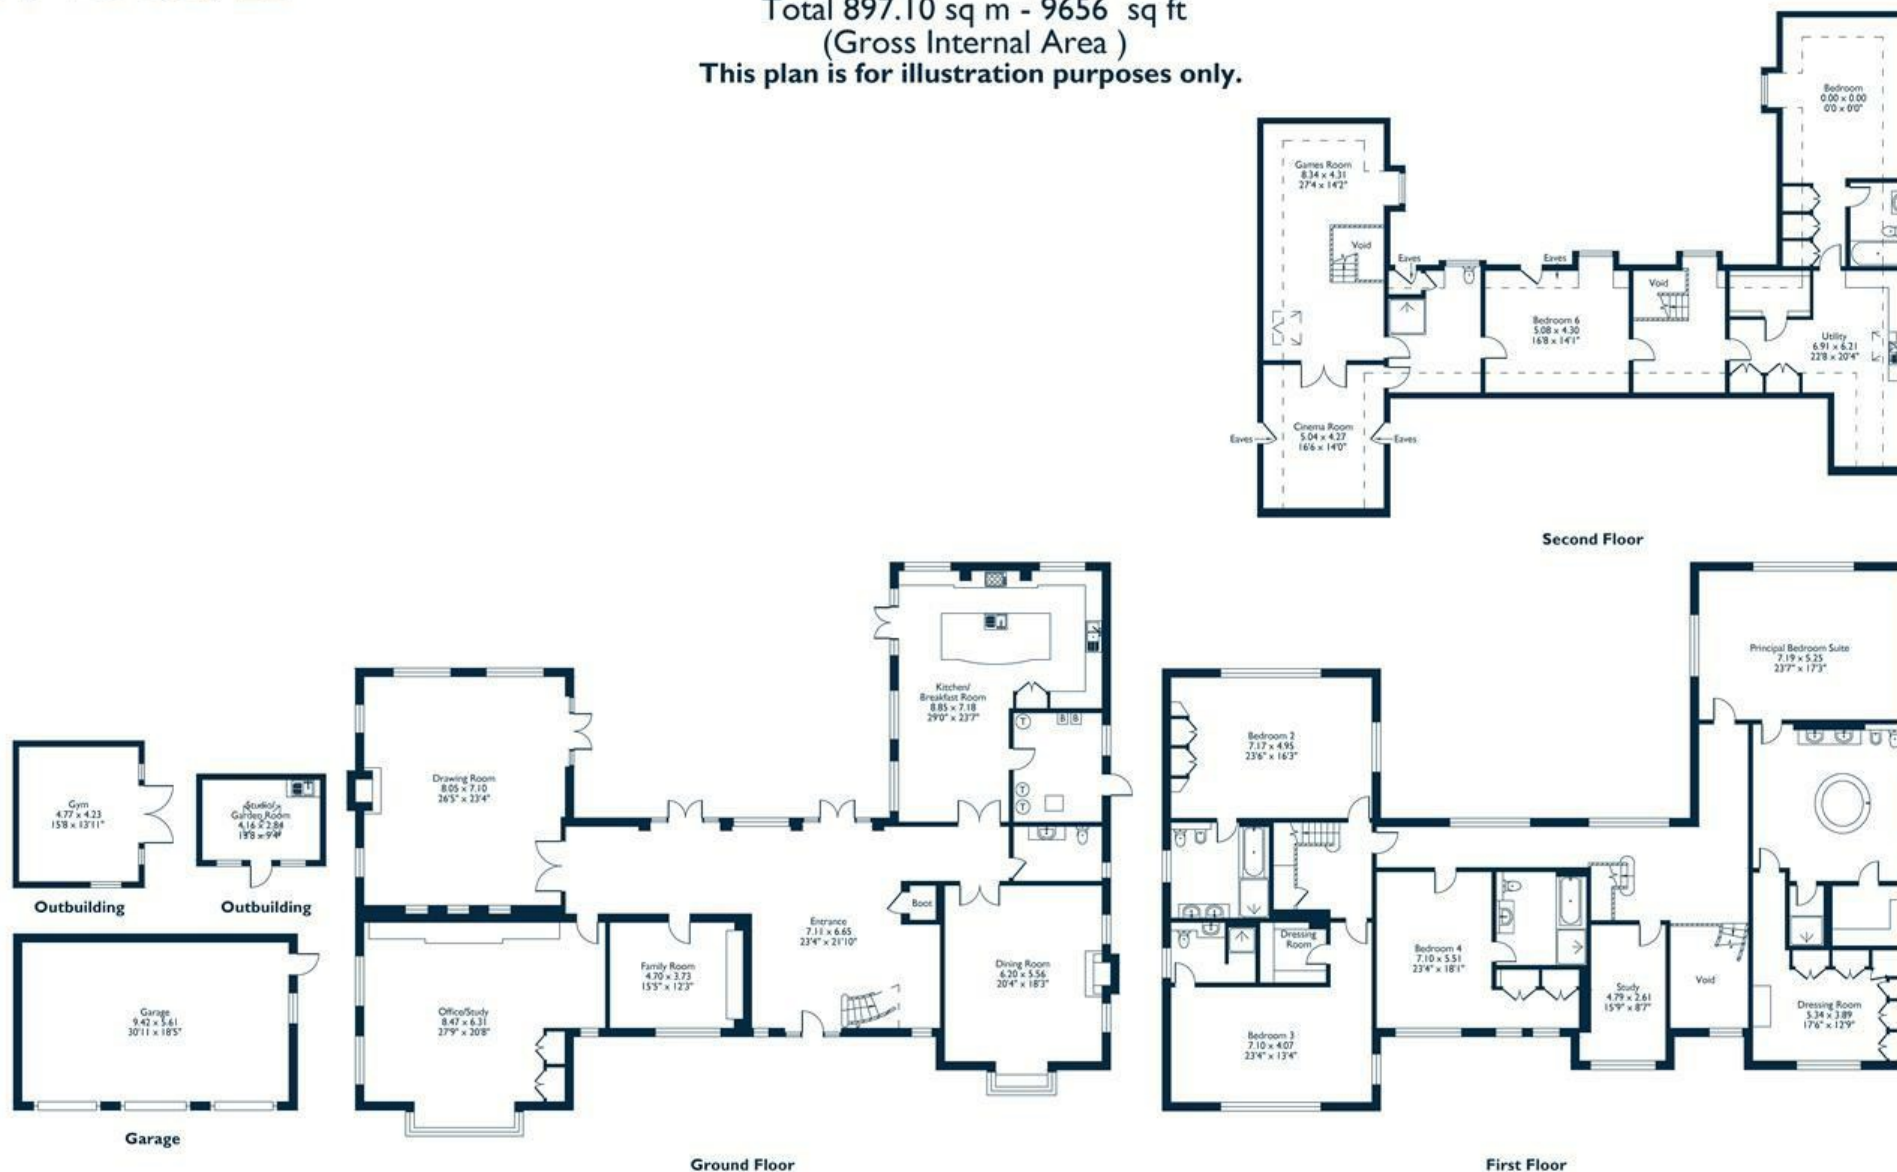 Total 897.10 sq m - 9656 sq ft
(Gross Internal Area )
This plan is for illustration purposes only.
Bedroom
0.00 x 0.00
0'0 x 0'0"
Games Room
8.34 x 4.31
27'4 x 14'2"
Void
Eaves
Eaves
Void
Bedroom 6
5.08 x 4.30
16'8 x 14'1"
Utility
6.91 x 6.21
22'8 x 20'4"
Cinema Room
5.04 x 4.27
16'6 x 14'0"
Eaves
Eaves
Second Floor
Kitchen/
Breakfast Room
8.85 x 7.18
29'0" x 23'7"
T
B B
T
T
Drawing Room
8.05 x 7.10
26'5" x 23'4"
Gym
4.77 x 4.23
15'8 x 13'11"
Outbuilding
Studio/
Garden Room
4.16 x 2.84
13'8 x 9'4"
Outbuilding
Boot
Entrance
7.11 x 6.65
23'4" x 21'10"
Family Room
4.70 x 3.73
15'5" x 12'3"
Dining Room
6.20 x 5.56
20'4" x 18'3"
Office/Study
8.47 x 6.31
27'9" x 20'8"
Garage
9.42 x 5.61
30'11 x 18'5"
Garage
Ground Floor
Principal Bedroom Suite
7.19 x 5.25
23'7" x 17'3"
Bedroom 2
7.17 x 4.95
23'6" x 16'3"
Dressing
Room
Bedroom 4
7.10 x 5.51
23'4" x 18'1"
Study
4.79 x 2.61
15'9" x 8'7"
Void
Dressing Room
5.34 x 3.89
17'6" x 12'9"
Bedroom 3
7.10 x 4.07
23'4" x 13'4"
First Floor